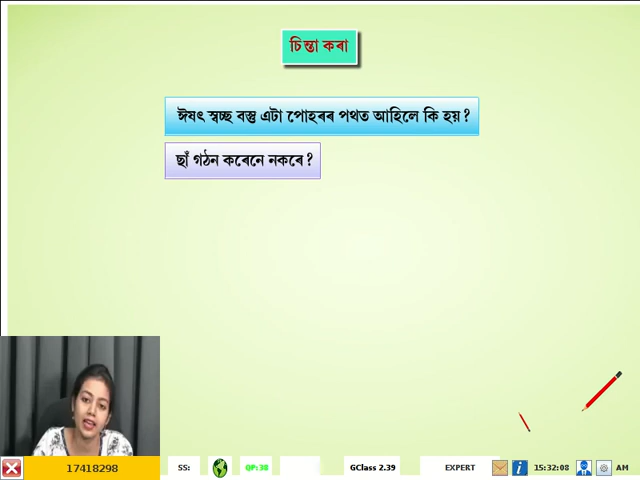 চিন্তা কৰা
ঈষৎ স্বচ্ছ বস্তু এটা পোহৰৰ পথত আহিলে কি হয় ?
ছাঁ গঠন কৰেনে নকৰে ?
17418298 SS: QP:38 GClass 2.39 EXPERT 15:32:08 AM